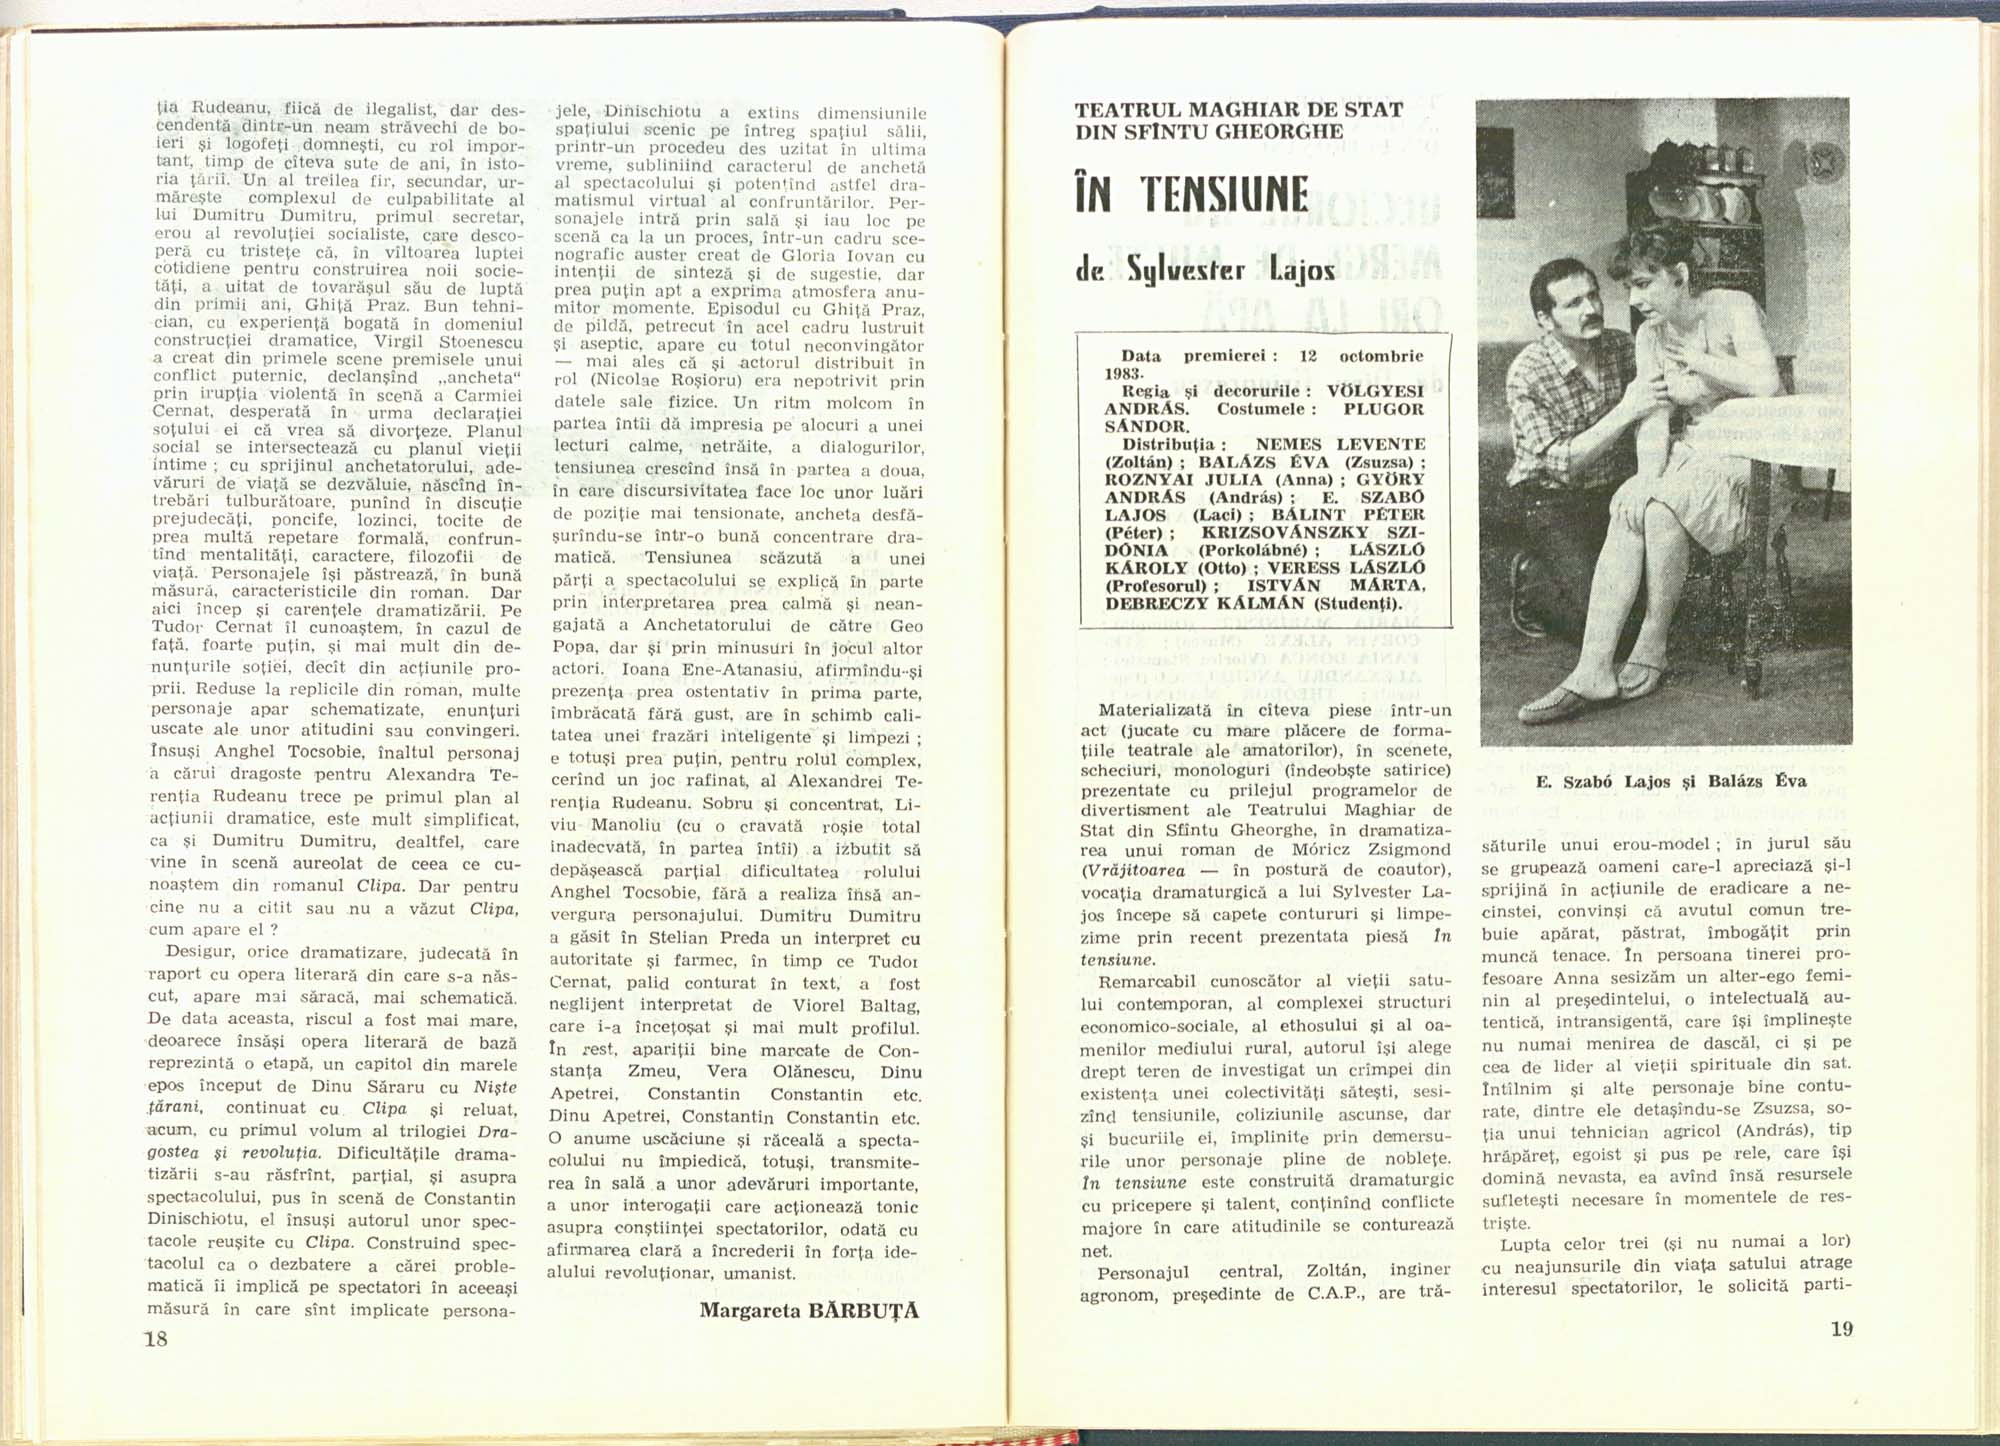 ția Rudeanu, fiică de ilegalist, dar des-
cendentă dintr-un neam străvechi de bo-
ieri și logofeți domnești, cu rol impor-
tant, timp de cîteva sute de ani, în isto-
ria țării. Un al treilea fir, secundar, ur-
mărește complexul de culpabilitate al
lui Dumitru Dumitru, primul secretar,
erou al revoluției socialiste, care desco-
peră cu tristețe că, în vîltoarea luptei
cotidiene pentru construirea noii socie-
tăți, a uitat de tovarășul său de luptă
din primii ani, Ghiță Praz. Bun tehni-
cian, cu experiență bogată în domeniul
construcției dramatice, Virgil Stoenescu
a creat din primele scene premisele unui
conflict puternic, declanșînd „ancheta“
prin irupția violentă în scenă a Carmiei
Cernat, desperată în urma declarației
soțului ei că vrea să divorțeze. Planul
social se intersectează cu planul vieții
intime ; cu sprijinul anchetatorului, ade-
văruri de viață se dezvăluie, născînd în-
trebări tulburătoare, punînd în discuție
prejudecăți, poncife, lozinci, tocite de
prea multă repetare formală, confrun-
tînd mentalități, caractere, filozofii de
viață. Personajele își păstrează, în bună
măsură, caracteristicile din roman. Dar
aici încep și carențele dramatizării. Pe
Tudor Cernat îl cunoaștem, în cazul de
față, foarte puțin, și mai mult din de-
nunțurile soției, decît din acțiunile pro-
prii. Reduse la replicile din roman, multe
personaje apar schematizate, enunțuri
uscate ale unor atitudini sau convingeri.
Însuși Anghel Tocsobie, înaltul personaj
a cărui dragoste pentru Alexandra Te-
renția Rudeanu trece pe primul plan al
acțiunii dramatice, este mult simplificat,
ca și Dumitru Dumitru, dealtfel, care
vine în scenă aureolat de ceea ce cu-
noaștem din romanul Clipa. Dar pentru
cine nu a citit sau nu a văzut Clipa,
cum apare el ?
Desigur, orice dramatizare, judecată în
raport cu opera literară din care s-a năs-
cut, apare mai săracă, mai schematică.
De data aceasta, riscul a fost mai mare,
deoarece însăși opera literară de bază
reprezintă o etapă, un capitol din marele
epos început de Dinu Săraru cu Niște
țărani, continuat cu Clipa și reluat,
acum, cu primul volum al trilogiei Dra-
gostea și revoluția. Dificultățile drama-
tizării s-au răsfrînt, parțial, și asupra
spectacolului, pus în scenă de Constantin
Dinischiotu, el însuși autorul unor spec-
tacole reușite cu Clipa. Construind spec-
tacolul ca o dezbatere a cărei proble-
matică îi implică pe spectatori în aceeași
măsură în care sînt implicate persona-
18
jele, Dinischiotu a extins dimensiunile
spațiului scenic pe întreg spațiul sălii,
printr-un procedeu des uzitat în ultima
vreme, subliniind caracterul de anchetă
al spectacolului și potențînd astfel dra-
matismul virtual al confruntărilor. Per-
sonajele intră prin sală și iau loc pe
scenă ca la un proces, într-un cadru sce-
nografic auster creat de Gloria Iovan cu
intenții de sinteză și de sugestie, dar
prea puțin apt a exprima atmosfera anu-
mitor momente. Episodul cu Ghiță Praz,
de pildă, petrecut în acel cadru lustruit
și aseptic, apare cu totul neconvingător
— mai ales că și actorul distribuit în
rol (Nicolae Roșioru) era nepotrivit prin
datele sale fizice. Un ritm molcom în
partea întîi dă impresia pe alocuri a unei
lecturi calme, netrăite, a dialogurilor,
tensiunea crescînd însă în partea a doua,
în care discursivitatea face loc unor luări
de poziție mai tensionate, ancheta desfă-
șurîndu-se într-o bună concentrare dra-
matică. Tensiunea scăzută a unei
părți a spectacolului se explică în parte
prin interpretarea prea calmă și nean-
gajată a Anchetatorului de către Geo
Popa, dar și prin minusuri în jocul altor
actori. Ioana Ene-Atanasiu, afirmîndu-și
prezența prea ostentativ în prima parte,
îmbrăcată fără gust, are în schimb cali-
tatea unei frazări inteligente și limpezi ;
e totuși prea puțin, pentru rolul complex,
cerînd un joc rafinat, al Alexandrei Te-
renția Rudeanu. Sobru și concentrat, Li-
viu Manoliu (cu o cravată roșie total
inadecvată, în partea întîi) a izbutit să
depășească parțial dificultatea rolului
Anghel Tocsobie, fără a realiza însă an-
vergura personajului. Dumitru Dumitru
a găsit în Stelian Preda un interpret cu
autoritate și farmec, în timp ce Tudor
Cernat, palid conturat în text, a fost
neglijent interpretat de Viorel Baltag,
care i-a încețoșat și mai mult profilul.
În rest, apariții bine marcate de Con-
stanța Zmeu, Vera Olănescu, Dinu
Apetrei, Constantin Constantin etc.
Dinu Apetrei, Constantin Constantin etc.
O anume uscăciune și răceală a specta-
colului nu împiedică, totuși, transmite-
rea în sală a unor adevăruri importante,
a unor interogații care acționează tonic
asupra conștiinței spectatorilor, odată cu
afirmarea clară a încrederii în forța ide-
alului revoluționar, umanist.
Margareta BĂRBUȚĂ
TEATRUL MAGHIAR DE STAT
DIN SFÎNTU GHEORGHE
ÎN TENSIUNE
de Sylvester Lajos
Data premierei : 12 octombrie
1983.
Regia și decorurile : VÖLGYESI
ANDRÁS. Costumele : PLUGOR
SÁNDOR.
Distribuția : NEMES LEVENTE
(Zoltán) ; BALÁZS ÉVA (Zsuzsa) ;
ROZNYAI JULIA (Anna) ; GYÖRY
ANDRÁS (András) ; E. SZABÓ
LAJOS (Laci) ; BÁLINT PÉTER
(Péter) ; KRIZSOVÁNSZKY SZI-
DÓNIA (Porkolábné) ; LÁSZLÓ
KÁROLY (Otto) ; VERESS LÁSZLÓ
(Profesorul) ; ISTVÁN MÁRTA,
DEBRECZY KÁLMÁN (Studenți).
Materializată în cîteva piese într-un
act (jucate cu mare plăcere de forma-
țiile teatrale ale amatorilor), în scenete,
scheciuri, monologuri (îndeobște satirice)
prezentate cu prilejul programelor de
divertisment ale Teatrului Maghiar de
Stat din Sfîntu Gheorghe, în dramatiza-
rea unui roman de Móricz Zsigmond
(Vrăjitoarea — în postură de coautor),
vocația dramaturgică a lui Sylvester La-
jos începe să capete contururi și limpe-
zime prin recent prezentata piesă În
tensiune.
Remarcabil cunoscător al vieții satu-
lui contemporan, al complexei structuri
economico-sociale, al ethosului și al oa-
menilor mediului rural, autorul își alege
drept teren de investigat un crîmpei din
existența unei colectivități sătești, sesi-
zînd tensiunile, coliziunile ascunse, dar
și bucuriile ei, împlinite prin demersu-
rile unor personaje pline de noblețe.
În tensiune este construită dramaturgic
cu pricepere și talent, conținînd conflicte
majore în care atitudinile se conturează
net.
Personajul central, Zoltán, inginer
agronom, președinte de C.A.P., are tră-
E. Szabó Lajos și Balázs Éva
săturile unui erou-model ; în jurul său
se grupează oameni care-l apreciază și-l
sprijină în acțiunile de eradicare a ne-
cinstei, convinși că avutul comun tre-
buie apărat, păstrat, îmbogățit prin
muncă tenace. În persoana tinerei pro-
fesoare Anna sesizăm un alter-ego femi-
nin al președintelui, o intelectuală au-
tentică, intransigentă, care își împlinește
nu numai menirea de dascăl, ci și pe
cea de lider al vieții spirituale din sat.
Întîlnim și alte personaje bine contu-
rate, dintre ele detașîndu-se Zsuzsa, so-
ția unui tehnician agricol (András), tip
hrăpăreț, egoist și pus pe rele, care își
domină nevasta, ea avînd însă resursele
sufletești necesare în momentele de res-
triște.
Lupta celor trei (și nu numai a lor)
cu neajunsurile din viața satului atrage
interesul spectatorilor, le solicită parti-
19